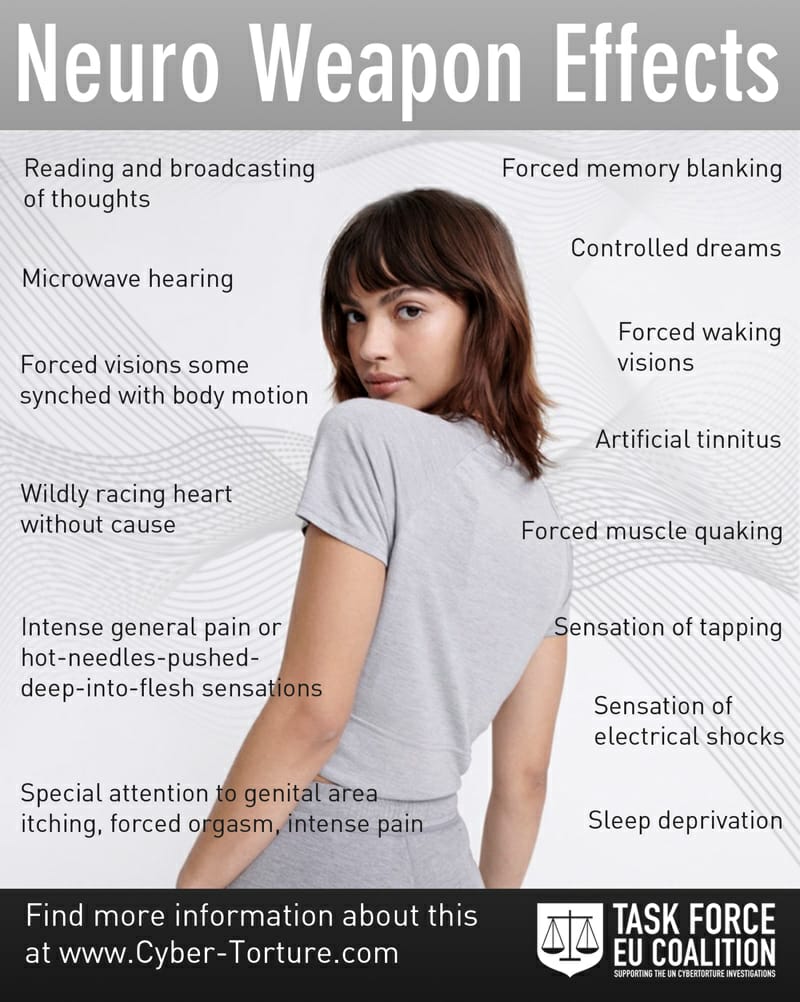 Neuro Weapon Effects
Reading and broadcasting
of thoughts
Microwave hearing
Forced visions some
synched with body motion
Wildly racing heart
without cause
Intense general pain or
hot-needles-pushed-
deep-into-flesh sensations
Special attention to genital area
itching, forced orgasm, intense pain
Forced memory blanking
Controlled dreams
Forced waking
visions
Artificial tinnitus
Forced muscle quaking
Sensation of tapping
Sensation of
electrical shocks
Sleep deprivation
Find more information about this
at www.Cyber-Torture.com
TASK FORCE
EU COALITION
SUPPORTING THE UN CYBERTORTURE INVESTIGATIONS